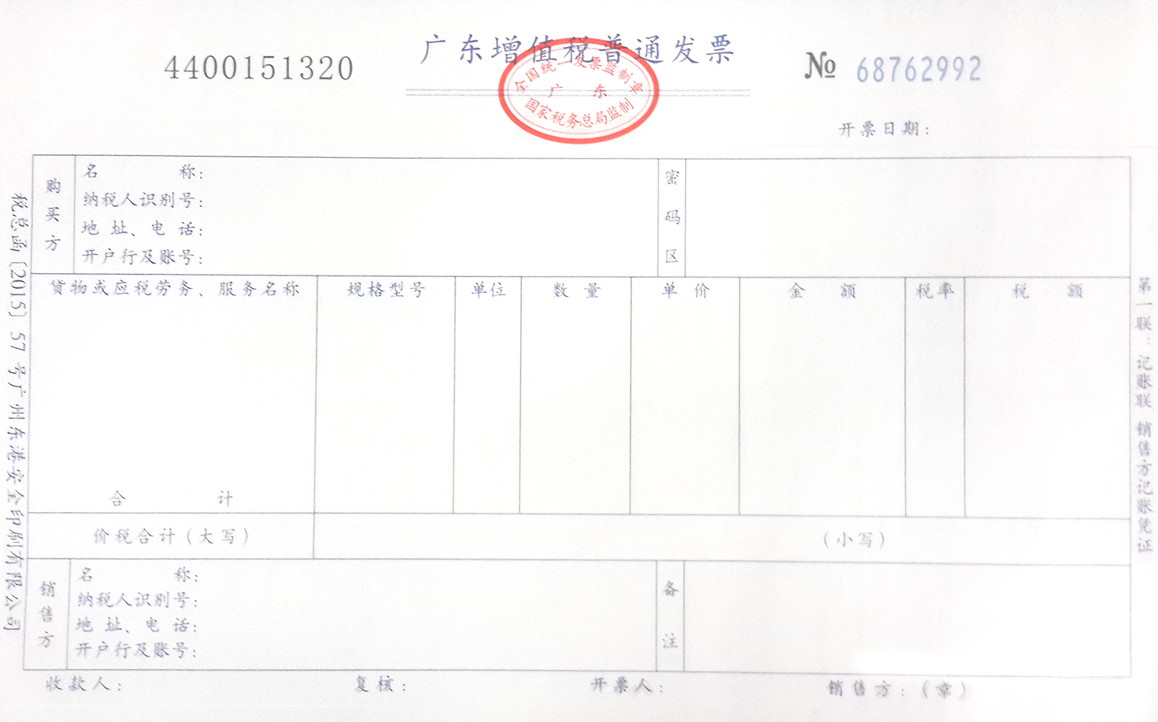 4400151320
广东增值税普通发票
№ 68762992
全国统一发票监制章
广 东
国家税务总局监制
开票日期：
购买方
名 称：
纳税人识别号：
地 址、电 话：
开户行及账号：
密码区
货物或应税劳务、服务名称 规格型号 单位 数 量 单 价 金 额 税率 税 额
合 计
价税合计（大写） （小写）
销售方
名 称：
纳税人识别号：
地 址、电 话：
开户行及账号：
备注
收款人： 复核： 开票人： 销售方：（章）
税总函〔2015〕57号广州东港安全印刷有限公司
第一联：记账联 销售方记账凭证